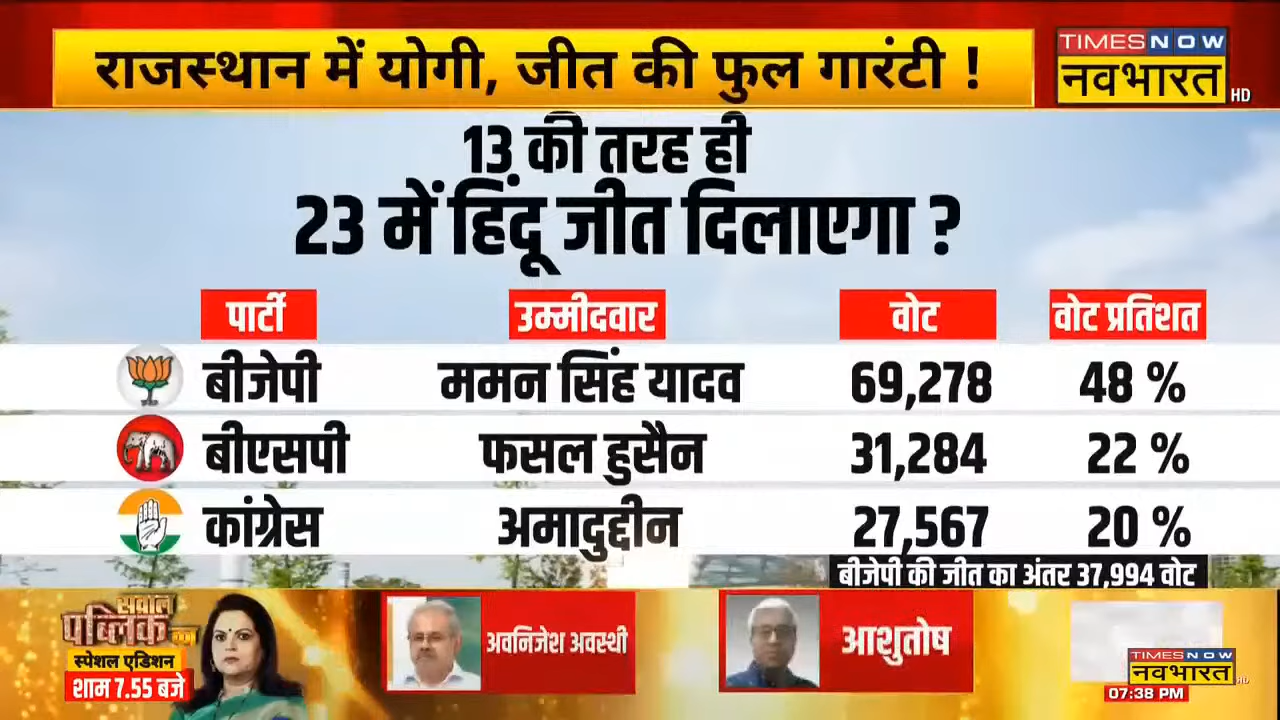 राजस्थान में योगी, जीत की फुल गारंटी !
TIMES NOW
नवभारत
HD
13 की तरह ही
23 में हिंदू जीत दिलाएगा ?
पार्टी उम्मीदवार वोट वोट प्रतिशत
बीजेपी ममन सिंह यादव 69,278 48 %
बीएसपी फसल हुसैन 31,284 22 %
कांग्रेस अमादुद्दीन 27,567 20 %
बीजेपी की जीत का अंतर 37,994 वोट
सवाल
पब्लिक का
स्पेशल एडिशन
शाम 7.55 बजे
अवनिजेश अवस्थी
आशुतोष
TIMES NOW
नवभारत
HD
07:38 PM